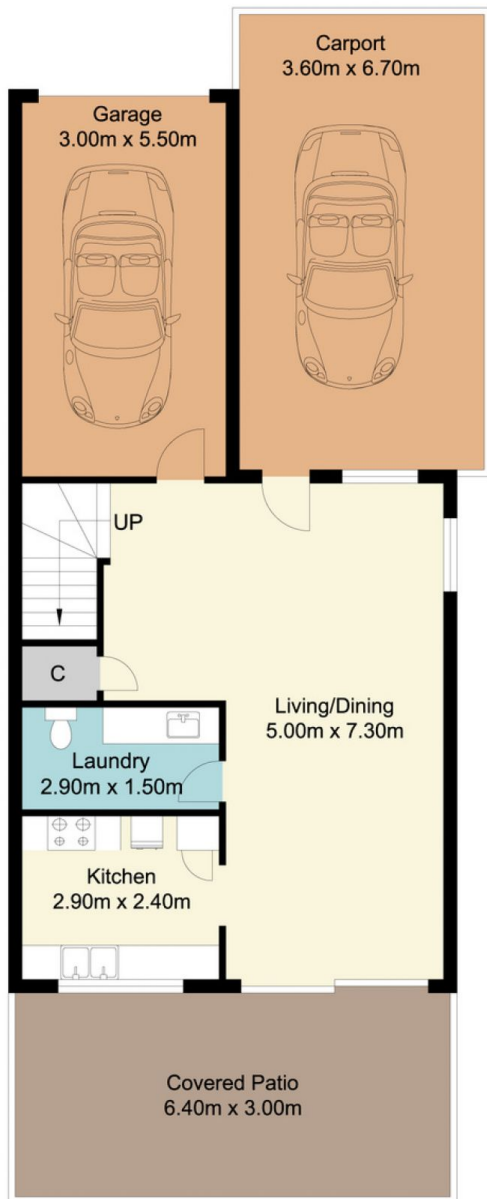 Carport
3.60m x 6.70m
Garage
3.00m x 5.50m
UP
C
Living/Dining
5.00m x 7.30m
Laundry
2.90m x 1.50m
Kitchen
2.90m x 2.40m
Covered Patio
6.40m x 3.00m